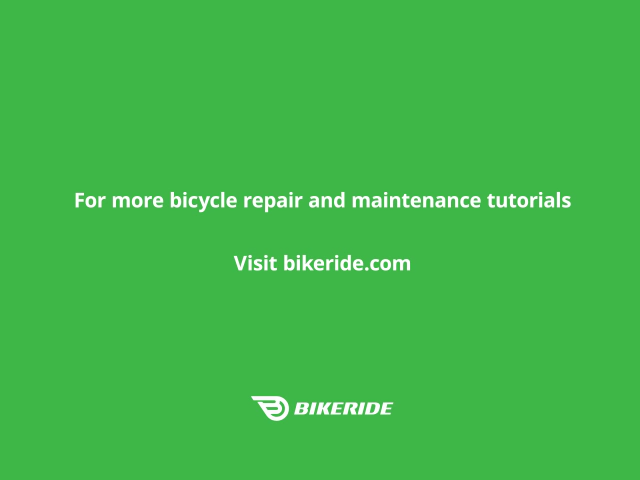 For more bicycle repair and maintenance tutorials
Visit bikeride.com
BIKERIDE